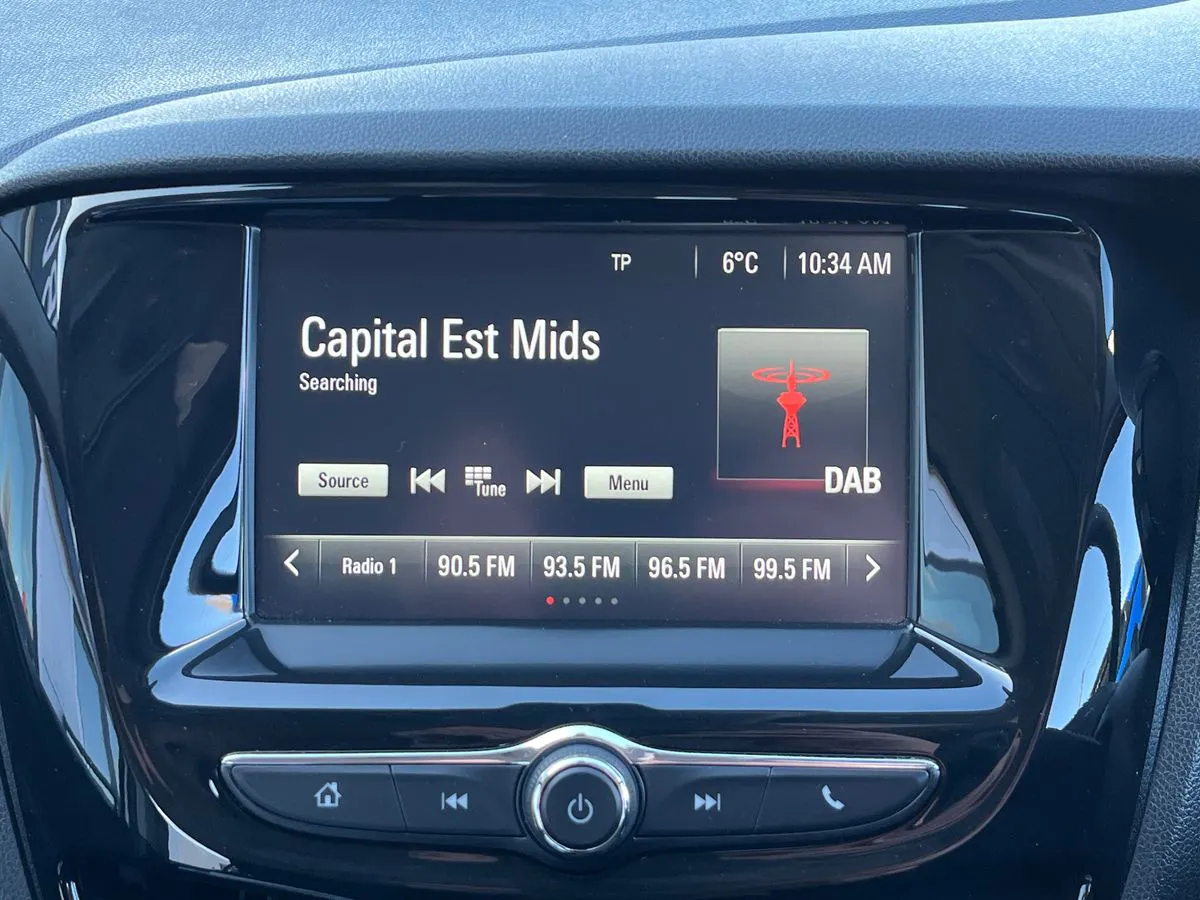 TP 6°C 10:34 AM
Capital Est Mids
Searching
DAB
Source Tune Menu
Radio 1 90.5 FM 93.5 FM 96.5 FM 99.5 FM